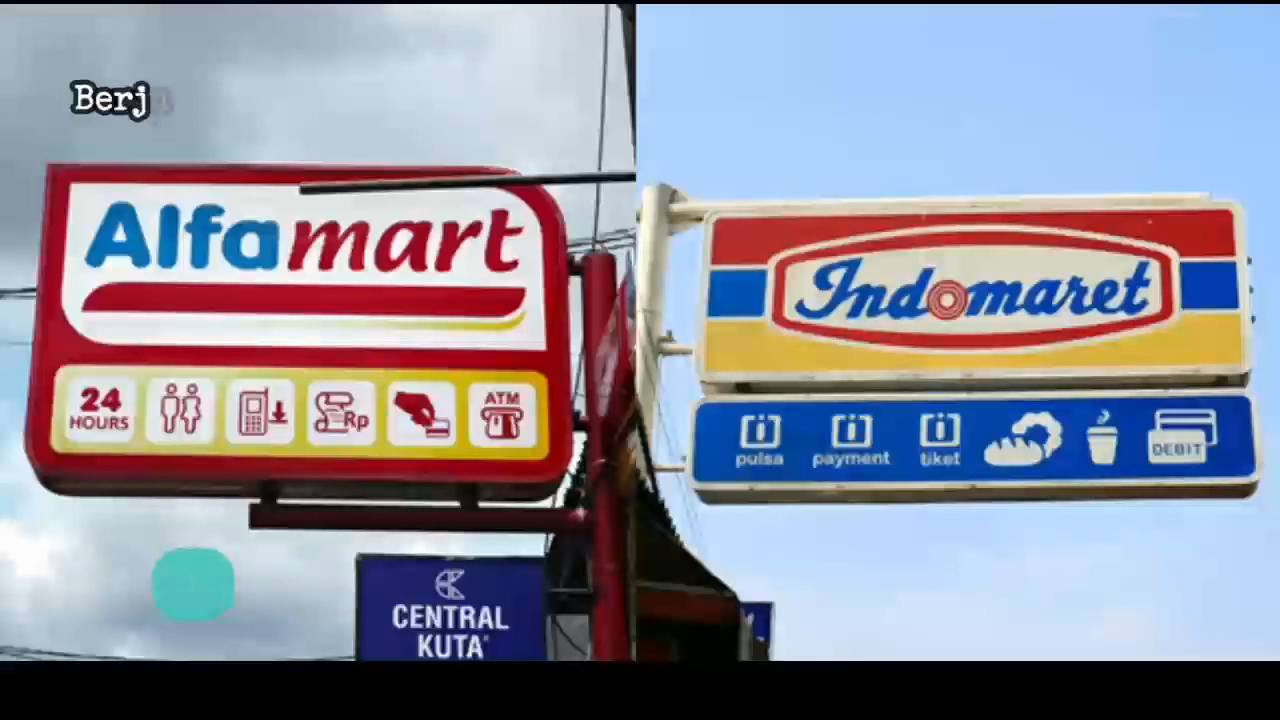 Berj
Alfamart
24
HOURS
Rp
ATM
CENTRAL
KUTA
Indomaret
pulsa
payment
tiket
DEBIT